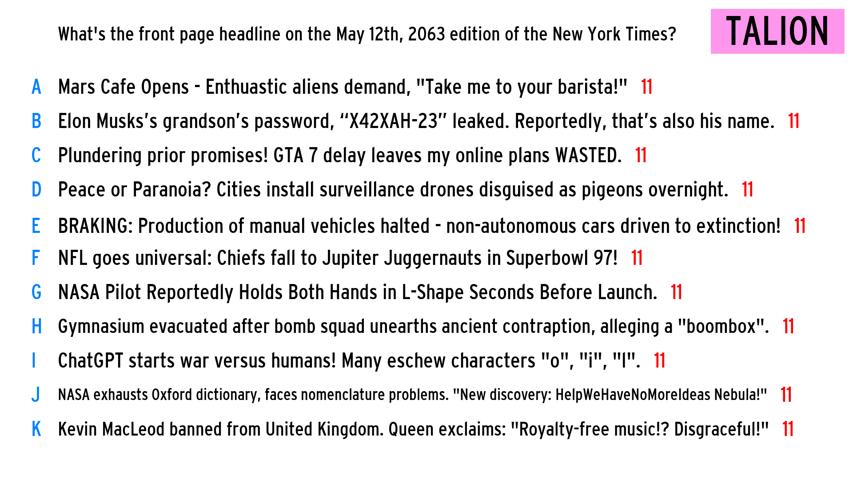 What's the front page headline on the May 12th, 2063 edition of the New York Times?
TALION
A Mars Cafe Opens - Enthuastic aliens demand, "Take me to your barista!" 11
B Elon Musks's grandson's password, “X42XAH-23” leaked. Reportedly, that's also his name. 11
C Plundering prior promises! GTA 7 delay leaves my online plans WASTED. 11
D Peace or Paranoia? Cities install surveillance drones disguised as pigeons overnight. 11
E BRAKING: Production of manual vehicles halted - non-autonomous cars driven to extinction! 11
F NFL goes universal: Chiefs fall to Jupiter Juggernauts in Superbowl 97! 11
G NASA Pilot Reportedly Holds Both Hands in L-Shape Seconds Before Launch. 11
H Gymnasium evacuated after bomb squad unearths ancient contraption, alleging a "boombox". 11
I ChatGPT starts war versus humans! Many eschew characters "o", "i", "l". 11
J NASA exhausts Oxford dictionary, faces nomenclature problems. "New discovery: HelpWeHaveNoMoreIdeas Nebula!" 11
K Kevin MacLeod banned from United Kingdom. Queen exclaims: "Royalty-free music!? Disgraceful!" 11